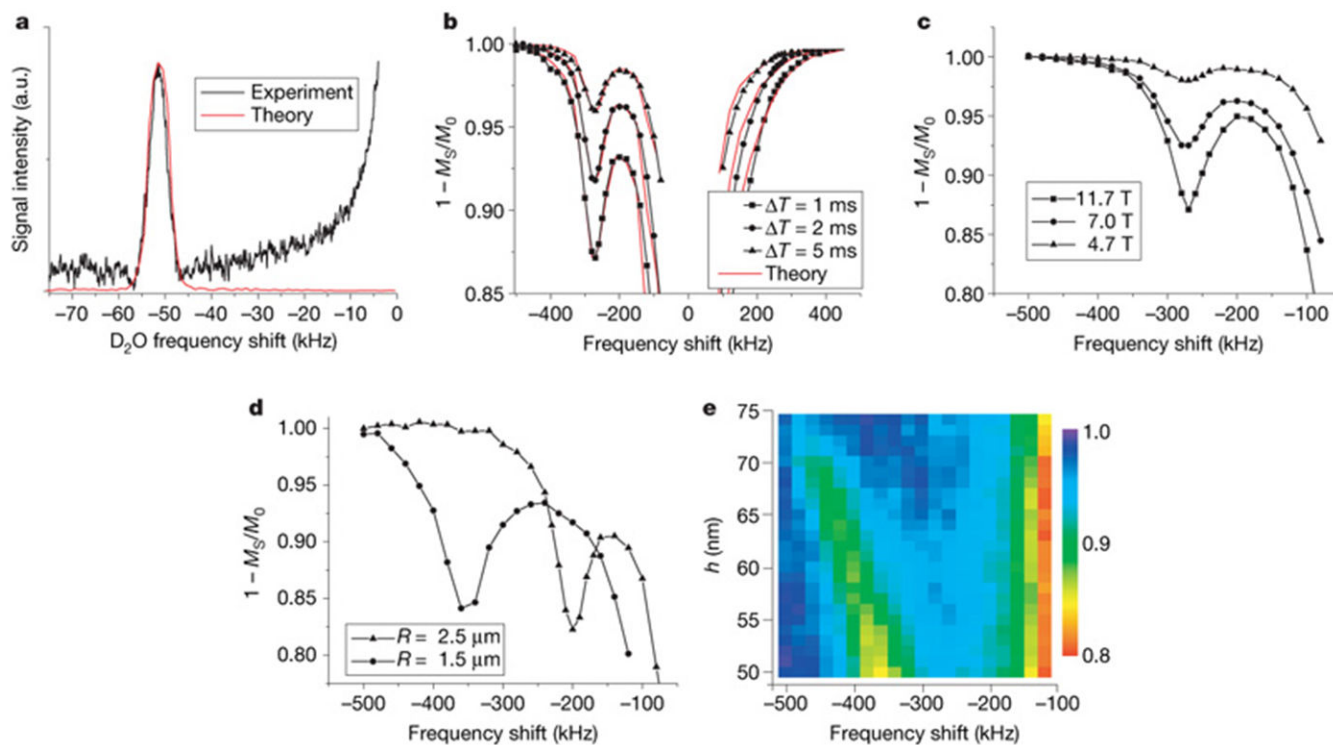 a
Signal intensity (a.u.)
Experiment
Theory
−70 −60 −50 −40 −30 −20 −10 0
D₂O frequency shift (kHz)
b
1 − Mₛ/M₀
1.00
0.95
0.90
0.85
ΔT = 1 ms
ΔT = 2 ms
ΔT = 5 ms
Theory
−400 −200 0 200 400
Frequency shift (kHz)
c
1 − Mₛ/M₀
1.00
0.95
0.90
0.85
0.80
11.7 T
7.0 T
4.7 T
−500 −400 −300 −200 −100
Frequency shift (kHz)
d
1 − Mₛ/M₀
1.00
0.95
0.90
0.85
0.80
R = 2.5 μm
R = 1.5 μm
−500 −400 −300 −200 −100
Frequency shift (kHz)
e
h (nm)
75
70
65
60
55
50
1.0
0.9
0.8
−500 −400 −300 −200 −100
Frequency shift (kHz)